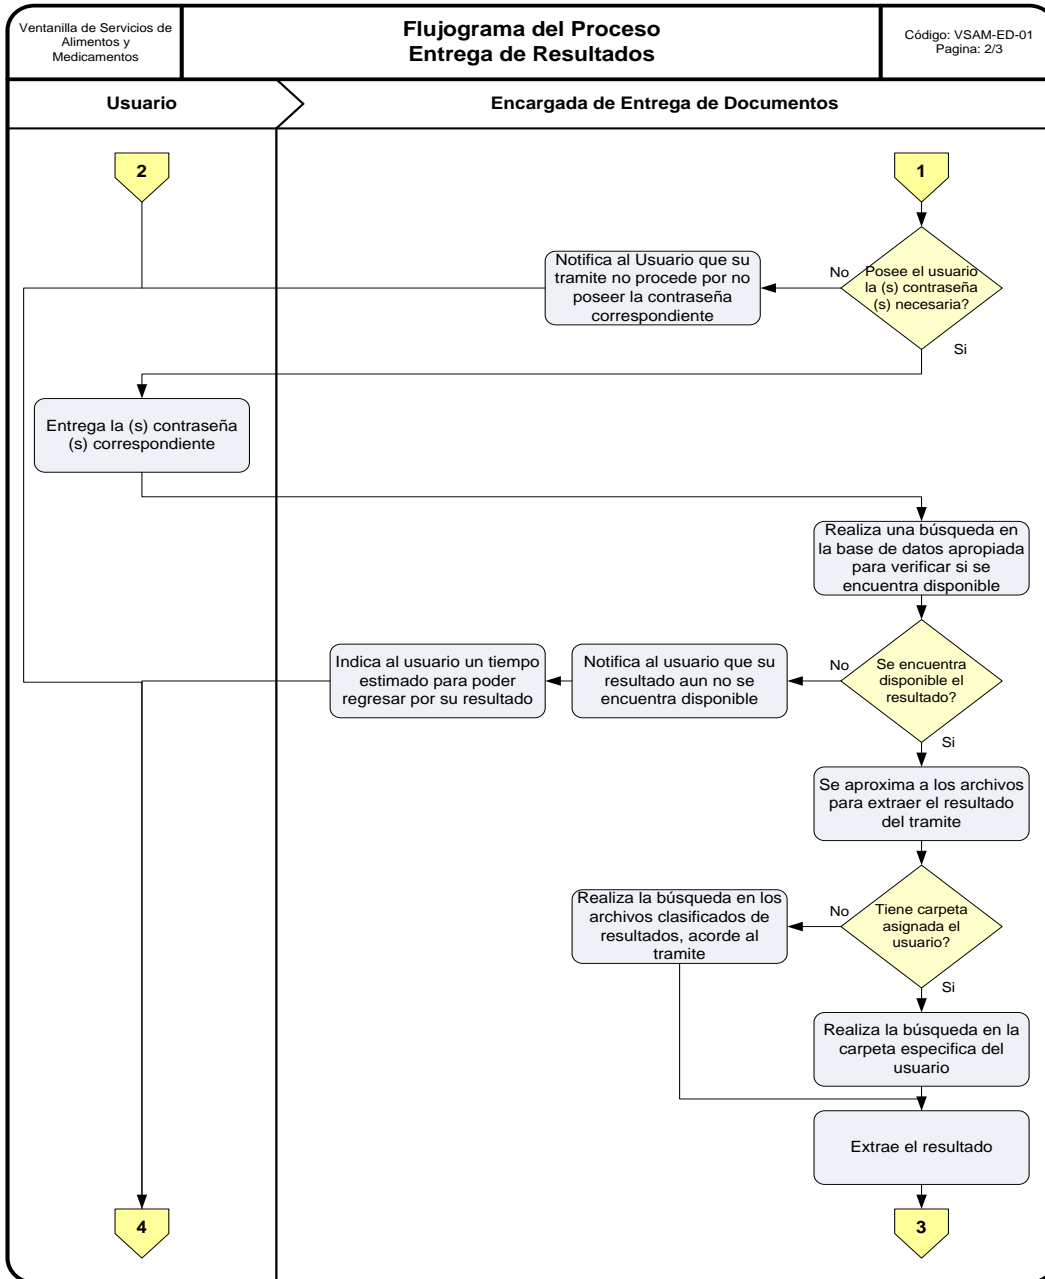 Ventanilla de Servicios de
Alimentos y
Medicamentos
Flujograma del Proceso
Entrega de Resultados
Código: VSAM-ED-01
Pagina: 2/3
Usuario
Encargada de Entrega de Documentos
2
1
Notifica al Usuario que su
tramite no procede por no
poseer la contraseña
correspondiente
No
Posee el usuario
la (s) contraseña
(s) necesaria?
Si
Entrega la (s) contraseña
(s) correspondiente
Realiza una búsqueda en
la base de datos apropiada
para verificar si se
encuentra disponible
Indica al usuario un tiempo
estimado para poder
regresar por su resultado
Notifica al usuario que su
resultado aun no se
encuentra disponible
No
Se encuentra
disponible el
resultado?
Si
Se aproxima a los archivos
para extraer el resultado
del tramite
Realiza la búsqueda en los
archivos clasificados de
resultados, acorde al
tramite
No
Tiene carpeta
asignada el
usuario?
Si
Realiza la búsqueda en la
carpeta especifica del
usuario
Extrae el resultado
4
3